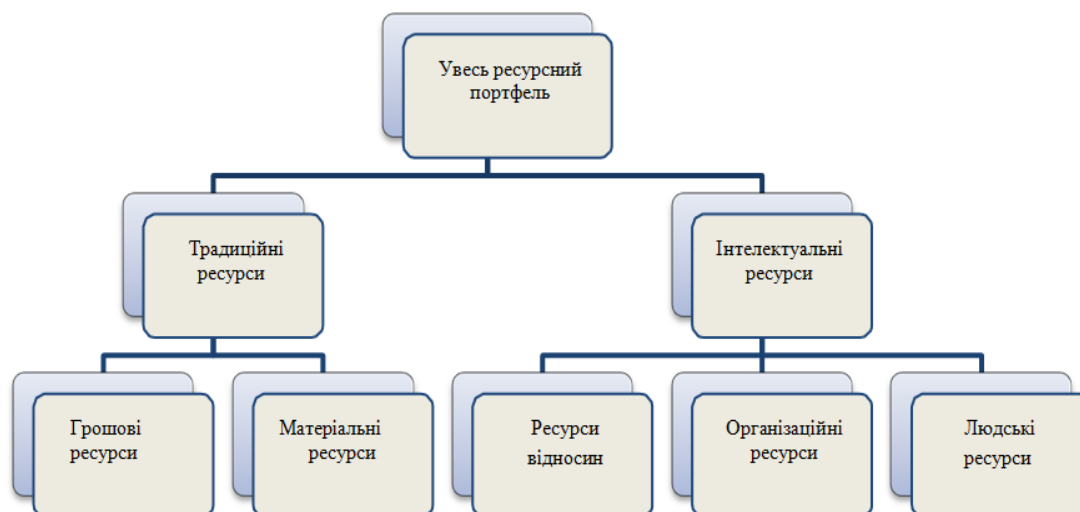 Увесь ресурсний
портфель
Традиційні
ресурси
Інтелектуальні
ресурси
Грошові
ресурси
Матеріальні
ресурси
Ресурси
відносин
Організаційні
ресурси
Людські
ресурси